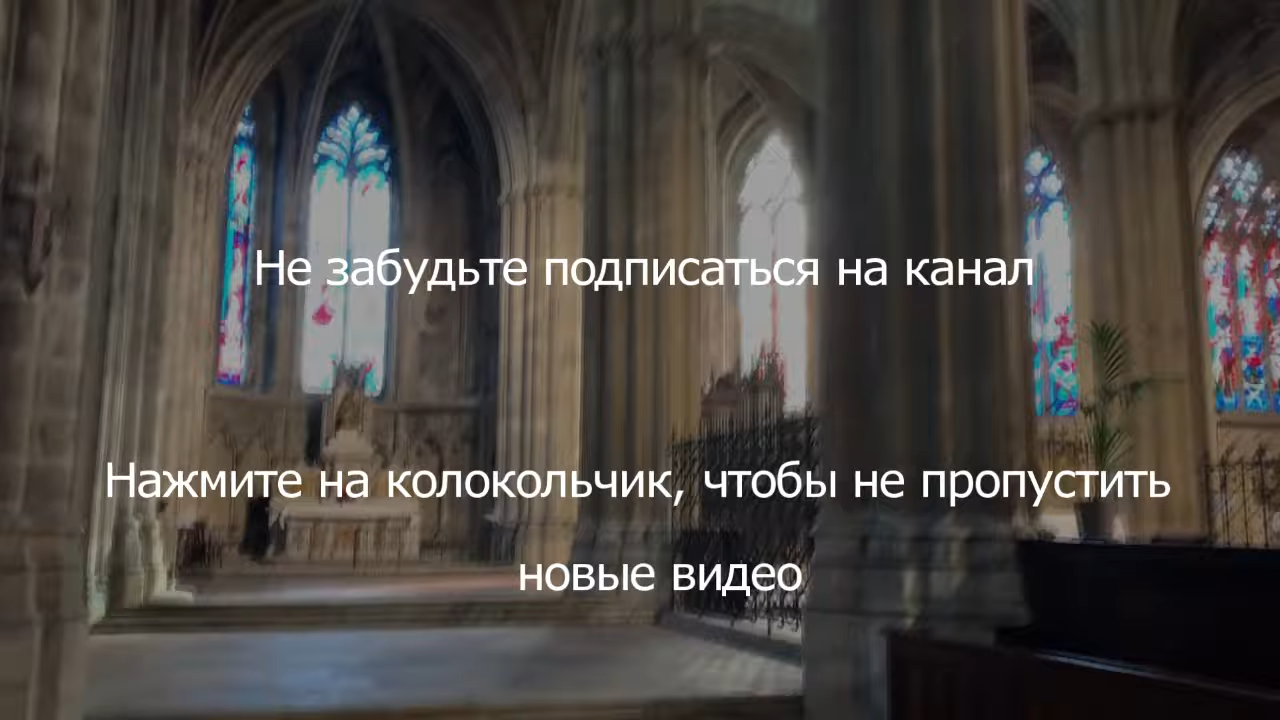 Не забудьте подписаться на канал
Нажмите на колокольчик, чтобы не пропустить
новые видео